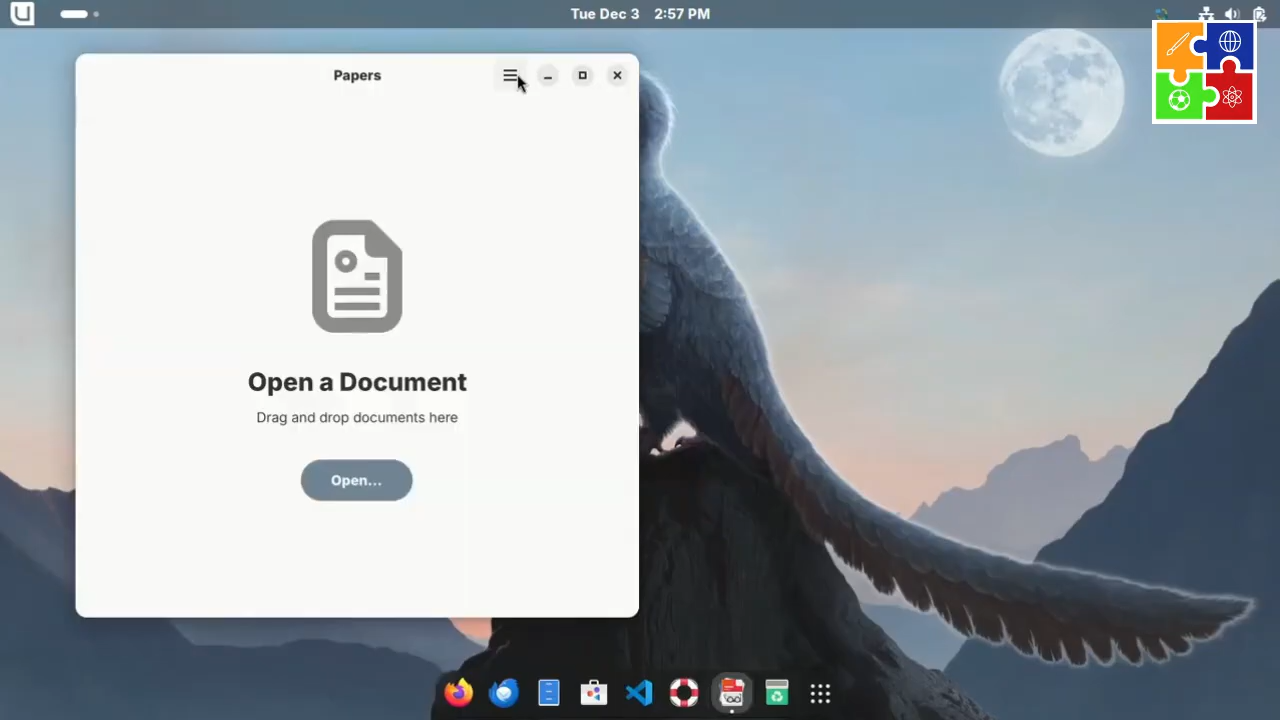 Tue Dec 3 2:57 PM
Papers
Open a Document
Drag and drop documents here
Open...